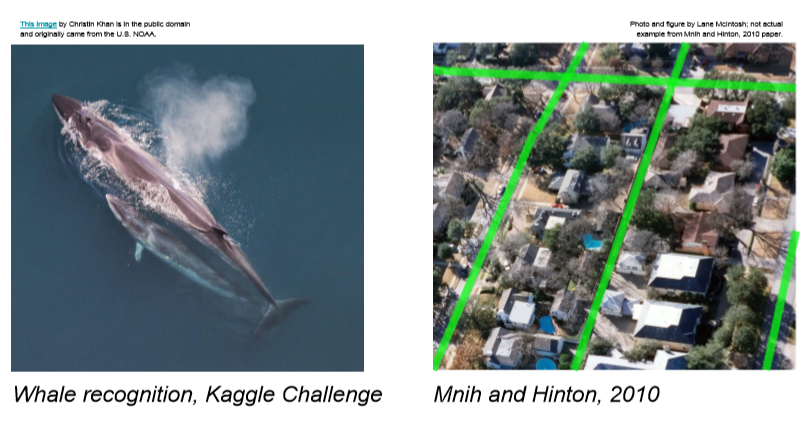 This image by Christin Khan is in the public domain
and originally came from the U.S. NOAA.
Photo and figure by Lane McIntosh; not actual
example from Mnih and Hinton, 2010 paper.
Whale recognition, Kaggle Challenge
Mnih and Hinton, 2010